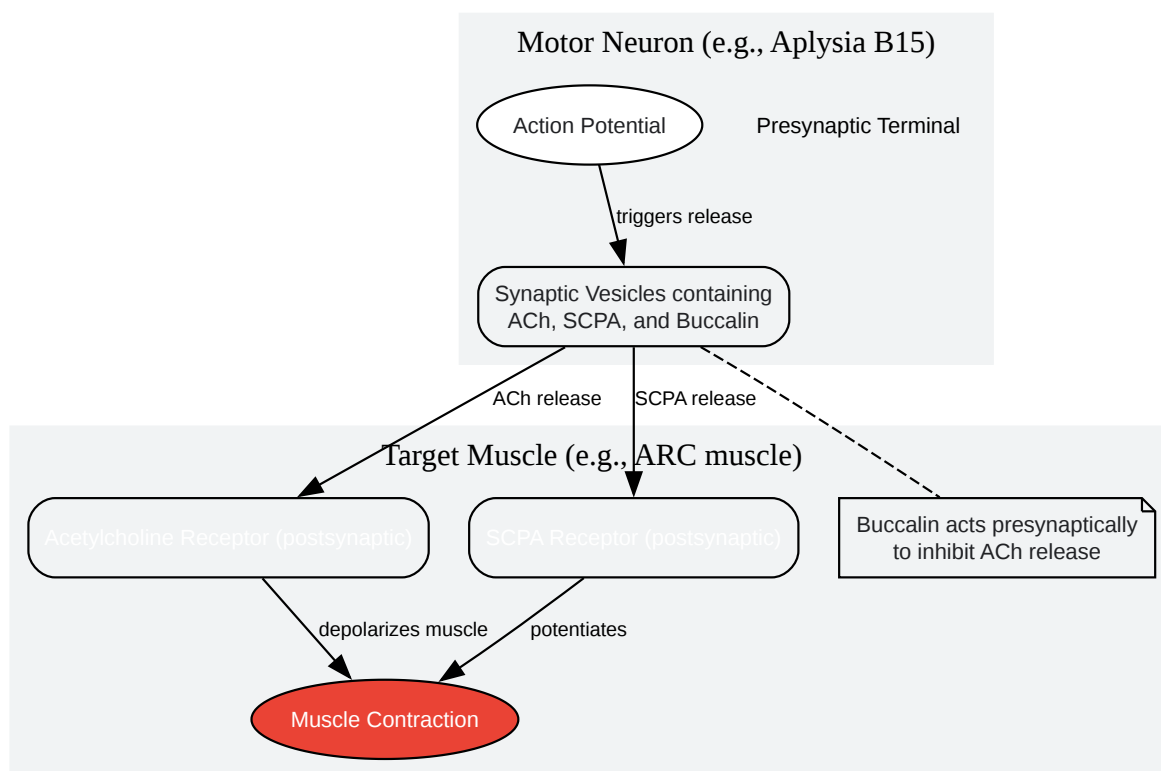 Motor Neuron (e.g., Aplysia B15)
Action Potential
Presynaptic Terminal
triggers release
Synaptic Vesicles containing
ACh, SCPA, and Buccalin
ACh release
SCPA release
Target Muscle (e.g., ARC muscle)
Acetylcholine Receptor (postsynaptic)
SCPA Receptor (postsynaptic)
Buccalin acts presynaptically
to inhibit ACh release
depolarizes muscle
potentiates
Muscle Contraction